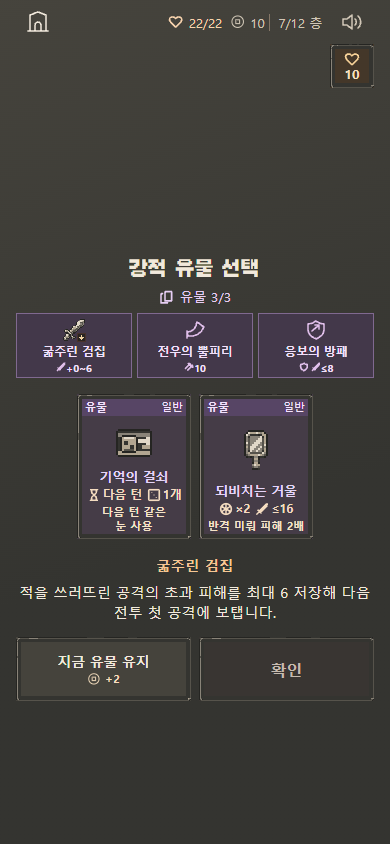 22/22 10 7/12 층
10
강적 유물 선택
유물 3/3
굶주린 검집
+0~6
전우의 뿔피리
10
응보의 방패
≤8
유물 일반
기억의 걸쇠
다음 턴 1개
다음 턴 같은
눈 사용
유물 일반
되비치는 거울
×2 ≤16
반격 미뤄 피해 2배
굶주린 검집
적을 쓰러뜨린 공격의 초과 피해를 최대 6 저장해 다음
전투 첫 공격에 보탭니다.
지금 유물 유지
+2
확인